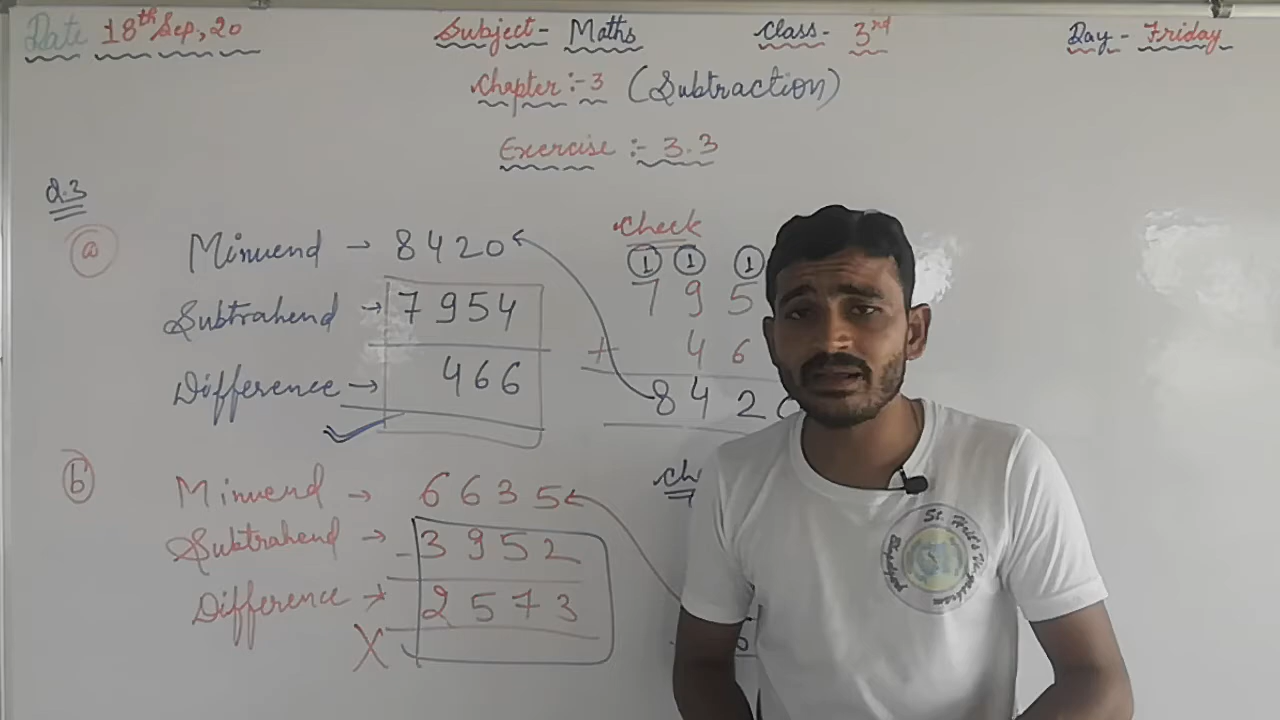 Date 18th Sep, 20 Subject- Maths Class- 3rd Day - Friday
Chapter :- 3 (Subtraction)
Exercise :- 3.3
Q.3
a
Minuend → 8420
Subtrahend → 7954
Difference → 466
Check
1 1 1
7 9 5
+ 4 6
8 4 2 0
b
Minuend → 6635
Subtrahend → - 3952
Difference → 2573
X
Ch
St.